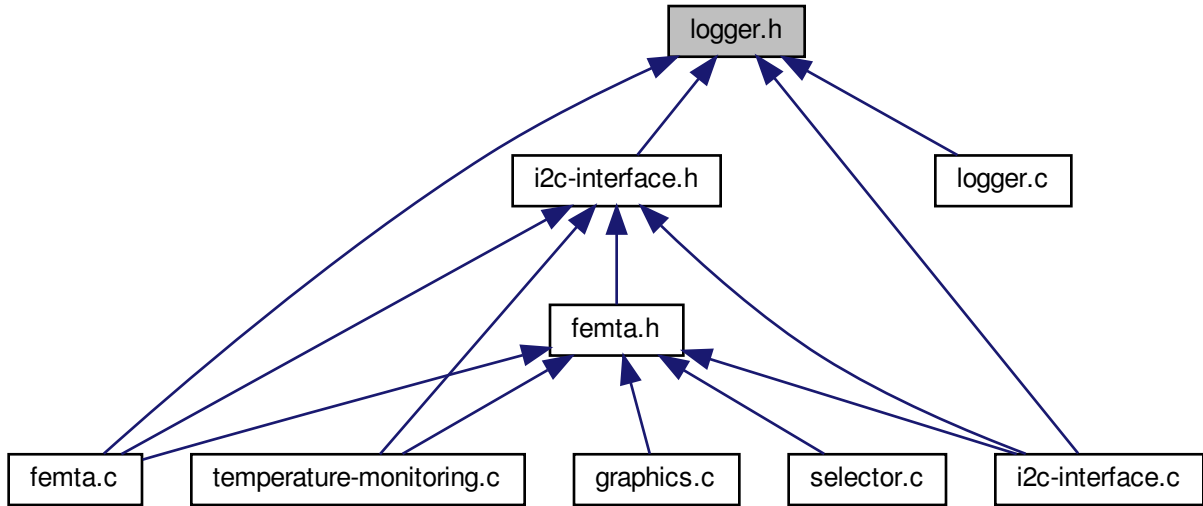 logger.h
i2c-interface.h
logger.c
femta.h
femta.c
temperature-monitoring.c
graphics.c
selector.c
i2c-interface.c